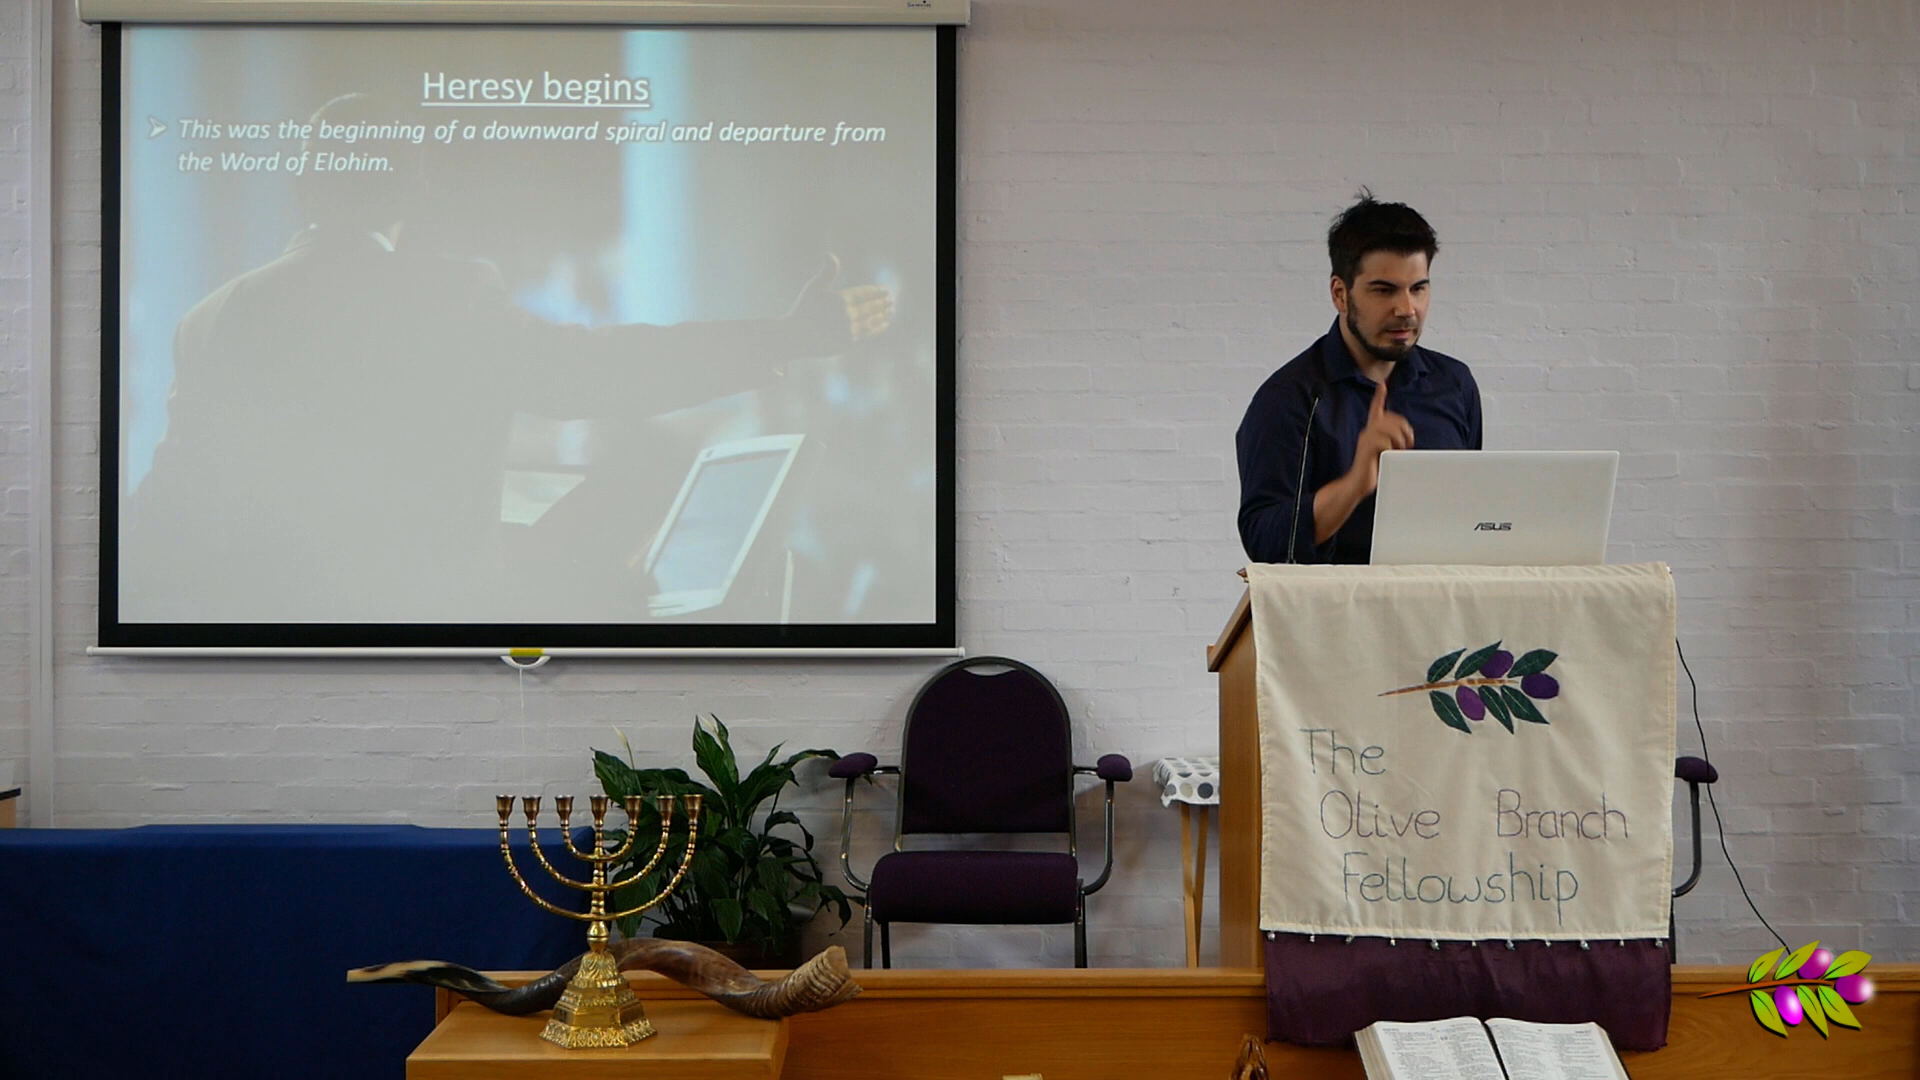 Heresy begins
This was the beginning of a downward spiral and departure from
the Word of Elohim.
ASUS
The
Olive Branch
Fellowship